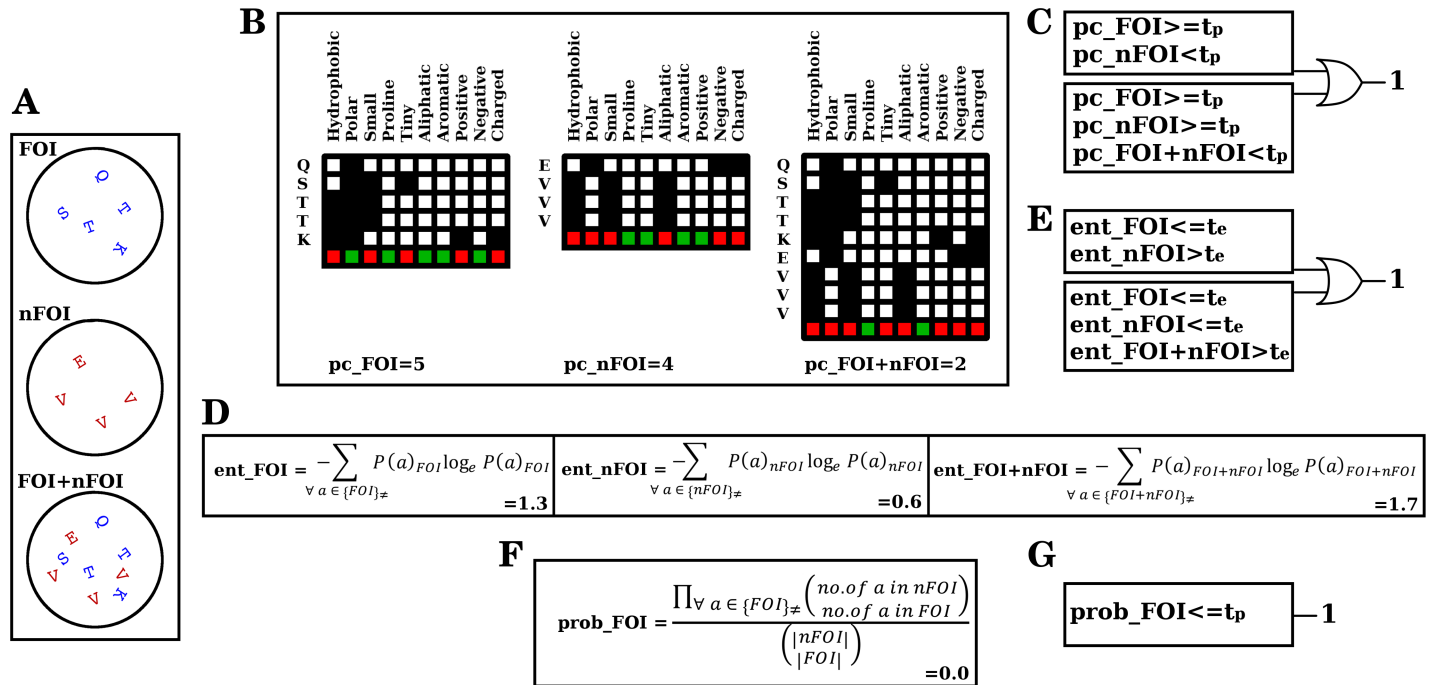 A
FOI
Q
S T
T
K
nFOI
E
V V
V
FOI+nFOI
Q
E
S T
V T V
V K
B
Hydrophobic Polar Small Proline Tiny Aliphatic Aromatic Positive Negative Charged
Q
S
T
T
K
pc_FOI=5
Hydrophobic Polar Small Proline Tiny Aliphatic Aromatic Positive Negative Charged
E
V
V
V
pc_nFOI=4
Hydrophobic Polar Small Proline Tiny Aliphatic Aromatic Positive Negative Charged
Q
S
T
T
K
E
V
V
V
pc_FOI+nFOI=2
C
pc_FOI>=tp
pc_nFOI<tp
pc_FOI>=tp
pc_nFOI>=tp
pc_FOI+nFOI<tp
1
E
ent_FOI<=te
ent_nFOI>te
ent_FOI<=te
ent_nFOI<=te
ent_FOI+nFOI>te
1
D
ent_FOI = −∑ P(a)FOI loge P(a)FOI
∀ a ∈ {FOI}≠
=1.3
ent_nFOI = −∑ P(a)nFOI loge P(a)nFOI
∀ a ∈ {nFOI}≠
=0.6
ent_FOI+nFOI = −∑ P(a)FOI+nFOI loge P(a)FOI+nFOI
∀ a ∈ {FOI+nFOI}≠
=1.7
F
∏∀ a ∈ {FOI}≠ (no.of a in nFOI
no.of a in FOI)
prob_FOI =
(|nFOI|
|FOI|)
=0.0
G
prob_FOI<=tp
1